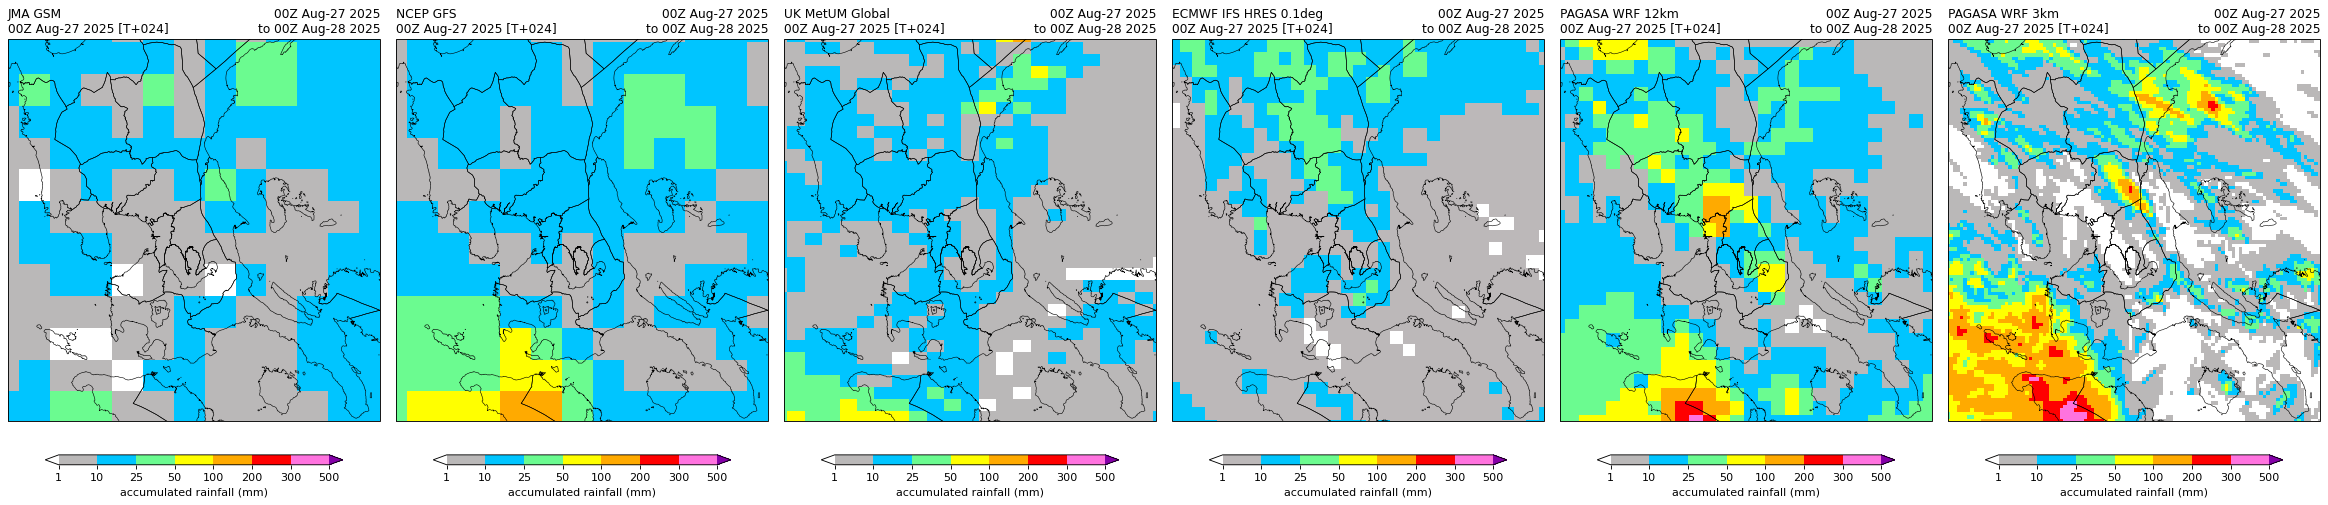 JMA GSM 00Z Aug-27 2025
00Z Aug-27 2025 [T+024] to 00Z Aug-28 2025
1 10 25 50 100 200 300 500
accumulated rainfall (mm)
NCEP GFS 00Z Aug-27 2025
00Z Aug-27 2025 [T+024] to 00Z Aug-28 2025
1 10 25 50 100 200 300 500
accumulated rainfall (mm)
UK MetUM Global 00Z Aug-27 2025
00Z Aug-27 2025 [T+024] to 00Z Aug-28 2025
1 10 25 50 100 200 300 500
accumulated rainfall (mm)
ECMWF IFS HRES 0.1deg 00Z Aug-27 2025
00Z Aug-27 2025 [T+024] to 00Z Aug-28 2025
1 10 25 50 100 200 300 500
accumulated rainfall (mm)
PAGASA WRF 12km 00Z Aug-27 2025
00Z Aug-27 2025 [T+024] to 00Z Aug-28 2025
1 10 25 50 100 200 300 500
accumulated rainfall (mm)
PAGASA WRF 3km 00Z Aug-27 2025
00Z Aug-27 2025 [T+024] to 00Z Aug-28 2025
1 10 25 50 100 200 300 500
accumulated rainfall (mm)